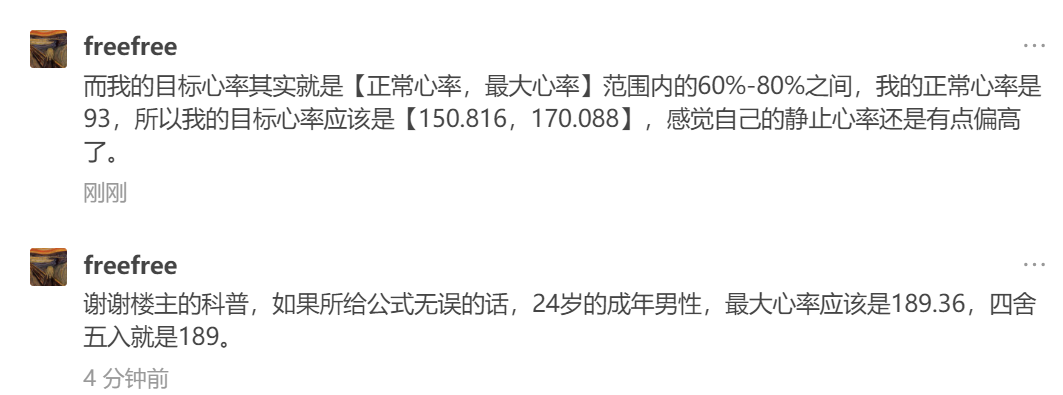 freefree
而我的目标心率其实就是【正常心率，最大心率】范围内的60%-80%之间，我的正常心率是
93，所以我的目标心率应该是【150.816，170.088】，感觉自己的静止心率还是有点偏高
了。
刚刚
freefree
谢谢楼主的科普，如果所给公式无误的话，24岁的成年男性，最大心率应该是189.36，四舍
五入就是189。
4 分钟前